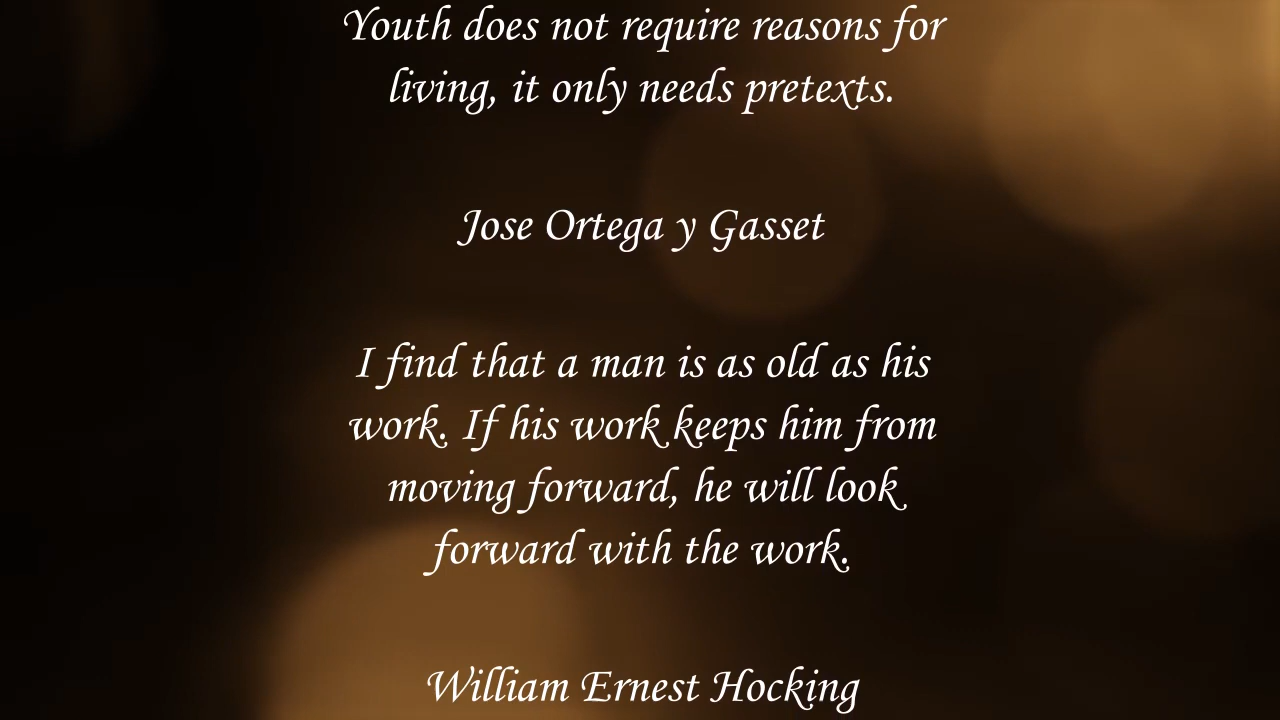 Youth does not require reasons for
living, it only needs pretexts.
Jose Ortega y Gasset
I find that a man is as old as his
work. If his work keeps him from
moving forward, he will look
forward with the work.
William Ernest Hocking